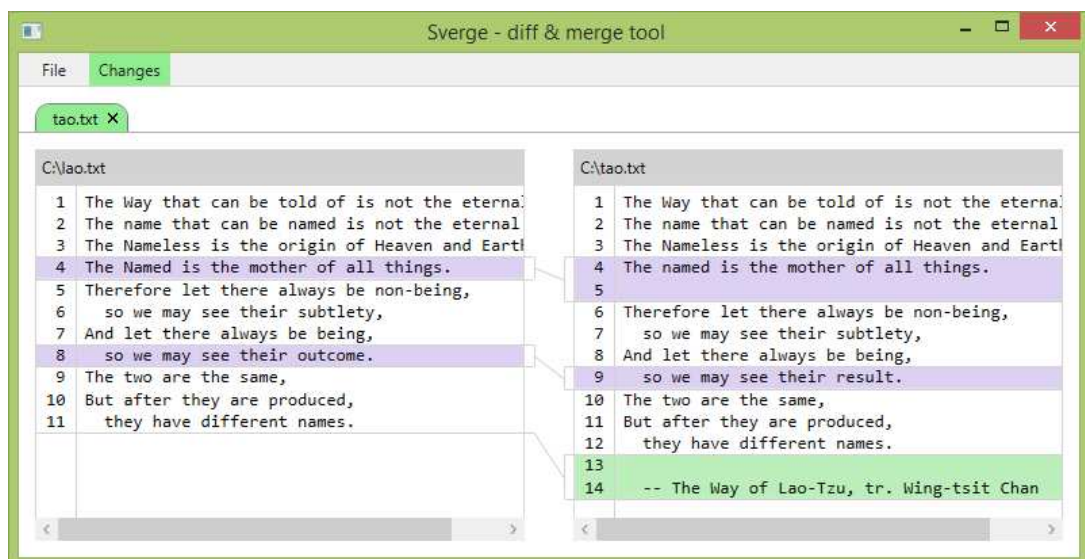 Sverge - diff & merge tool
File Changes
tao.txt
C:\lao.txt
1 The Way that can be told of is not the eternal
2 The name that can be named is not the eternal
3 The Nameless is the origin of Heaven and Earth
4 The Named is the mother of all things.
5 Therefore let there always be non-being,
6 so we may see their subtlety,
7 And let there always be being,
8 so we may see their outcome.
9 The two are the same,
10 But after they are produced,
11 they have different names.
C:\tao.txt
1 The Way that can be told of is not the eternal
2 The name that can be named is not the eternal
3 The Nameless is the origin of Heaven and Earth
4 The named is the mother of all things.
5
6 Therefore let there always be non-being,
7 so we may see their subtlety,
8 And let there always be being,
9 so we may see their result.
10 The two are the same,
11 But after they are produced,
12 they have different names.
13
14 -- The Way of Lao-Tzu, tr. Wing-tsit Chan